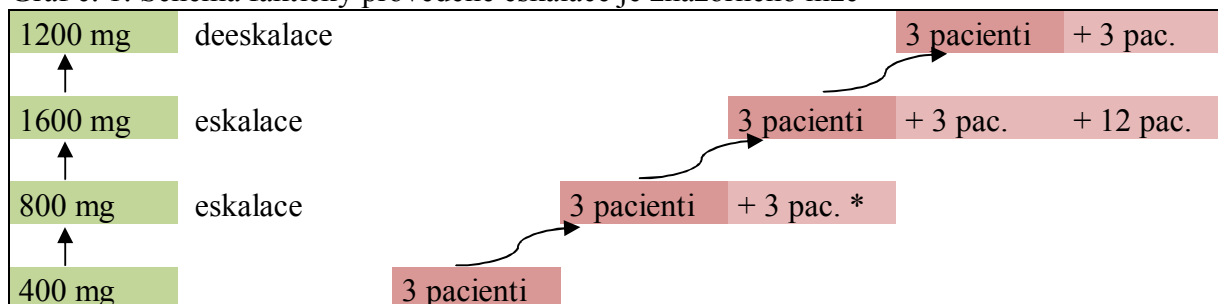 Graf č. 1: Schéma fakticky provedené eskalace je znázorněno níže
1200 mg deeskalace 3 pacienti + 3 pac.
1600 mg eskalace 3 pacienti + 3 pac. + 12 pac.
800 mg eskalace 3 pacienti + 3 pac. *
400 mg 3 pacienti